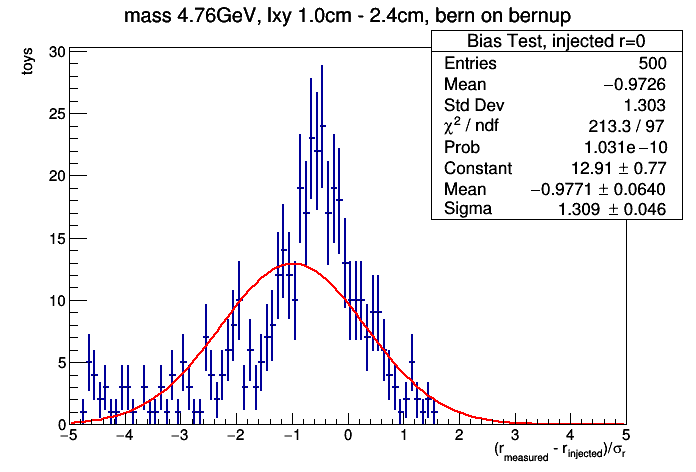 mass 4.76GeV, lxy 1.0cm - 2.4cm, bern on bernup
Bias Test, injected r=0
Entries 500
Mean −0.9726
Std Dev 1.303
χ² / ndf 213.3 / 97
Prob 1.031e−10
Constant 12.91 ± 0.77
Mean −0.9771 ± 0.0640
Sigma 1.309 ± 0.046
toys
30
25
20
15
10
5
0
−5 −4 −3 −2 −1 0 1 2 3 4 5
(r_measured - r_injected)/σ_r